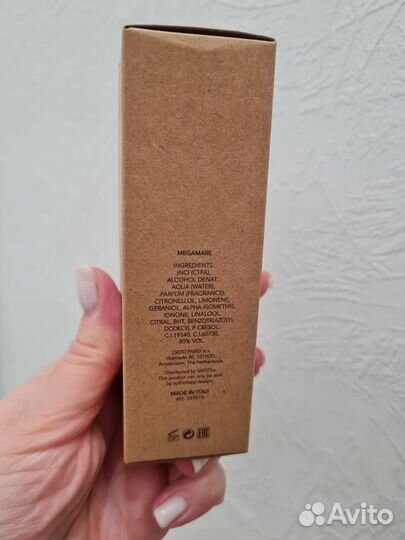 MEGAMARE
INGREDIENTS:
INCI (CTFA),
ALCOHOL DENAT.,
AQUA (WATER),
PARFUM (FRAGRANCE),
CITRONELLOL, LIMONENE,
GERANIOL, ALPHA-ISOMETHYL
IONONE, LINALOOL,
CITRAL, BHT, BENZOTRIAZOLYL
DODECYL P-CRESOL,
C.I.19140, C.I.60730,
80% VOL.
ORTO PARISI
Amsterdam, The Netherlands
Distributed by
This product can only be sold
by authorised dealers.
MADE IN ITALY
REF.
EAC
Avito